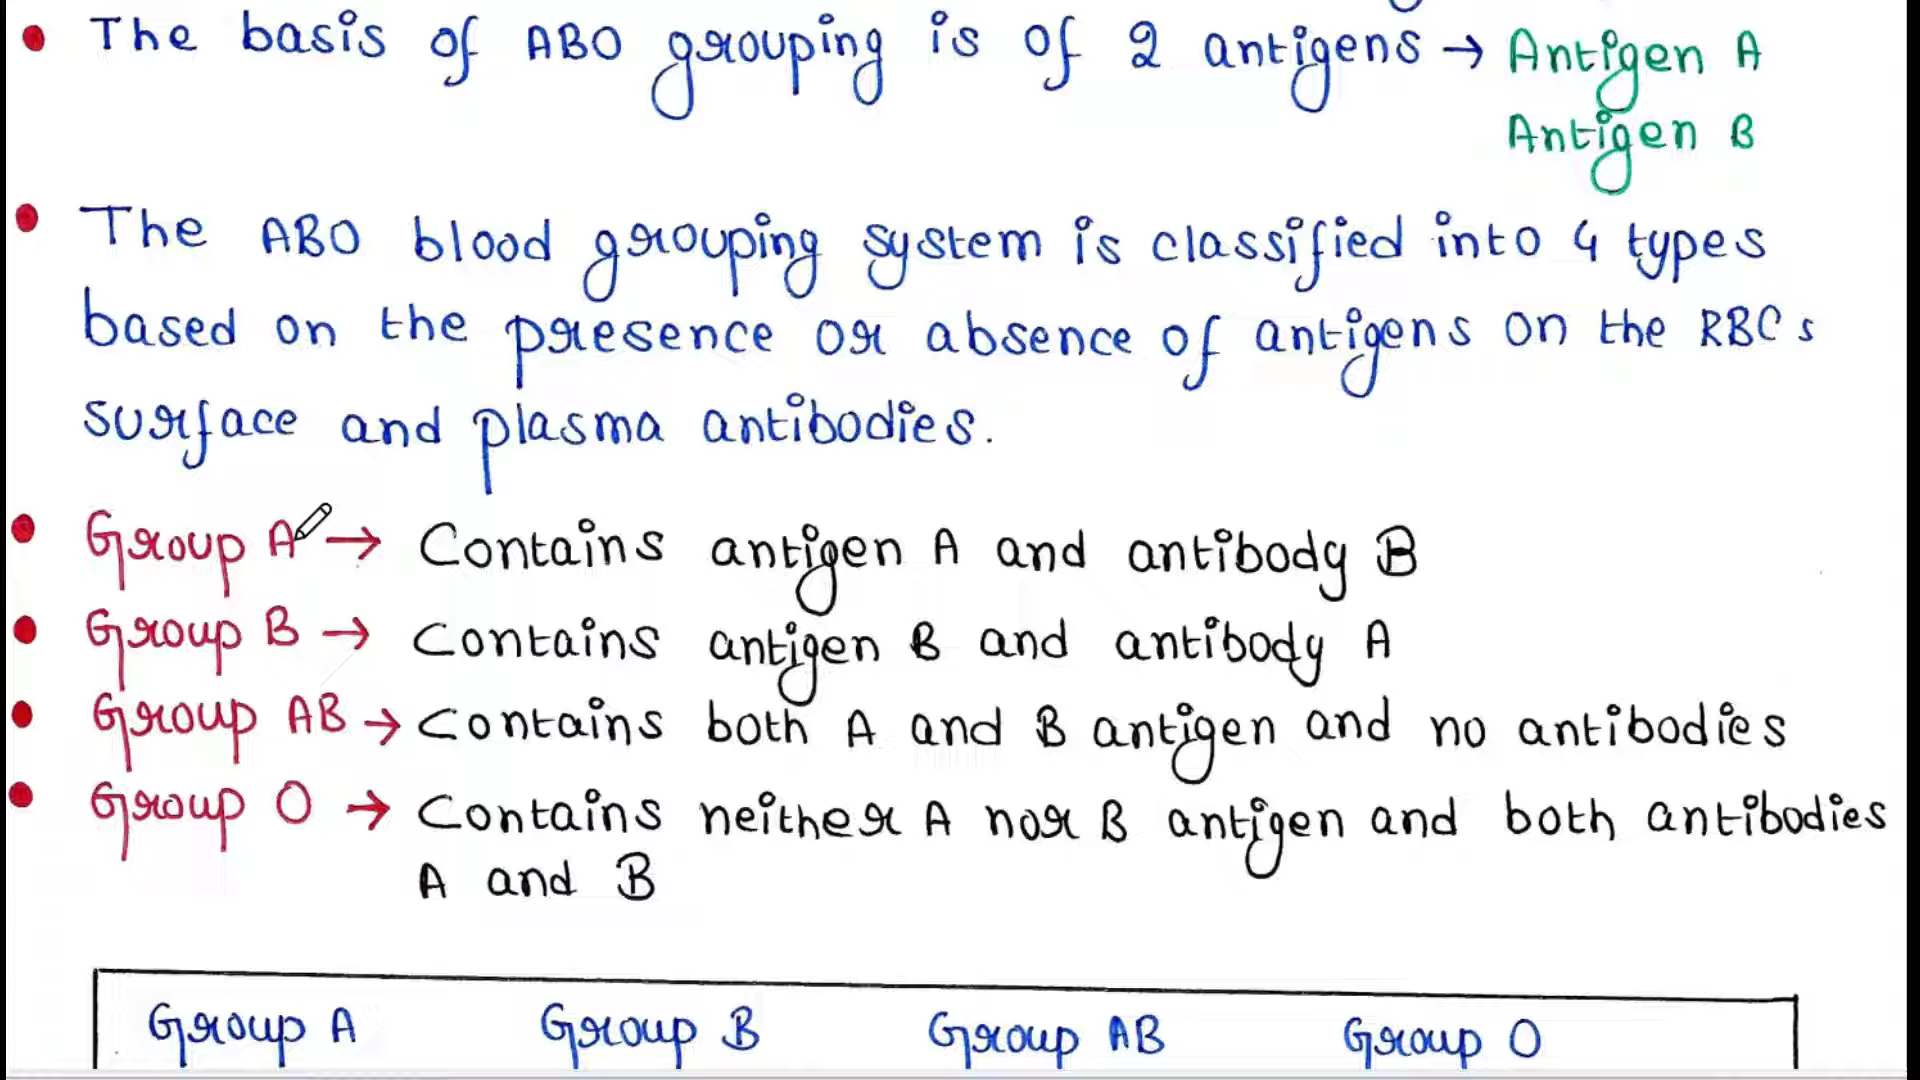 The basis of ABO grouping is of 2 antigens → Antigen A
Antigen B
The ABO blood grouping system is classified into 4 types
based on the presence or absence of antigens on the RBCs
surface and plasma antibodies.
Group A → Contains antigen A and antibody B
Group B → Contains antigen B and antibody A
Group AB → Contains both A and B antigen and no antibodies
Group O → Contains neither A nor B antigen and both antibodies
A and B
Group A Group B Group AB Group O